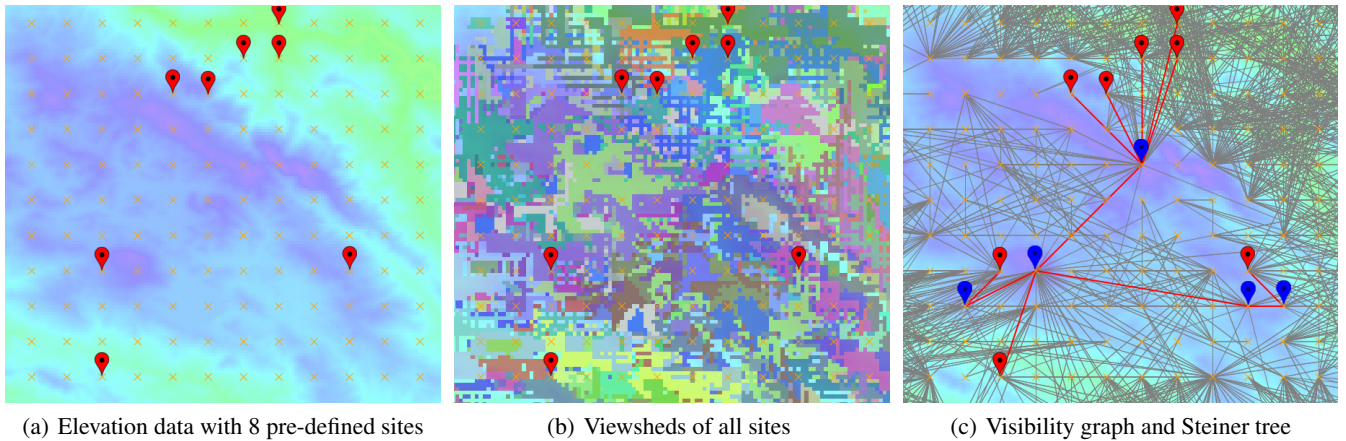 (a) Elevation data with 8 pre-defined sites
(b) Viewsheds of all sites
(c) Visibility graph and Steiner tree